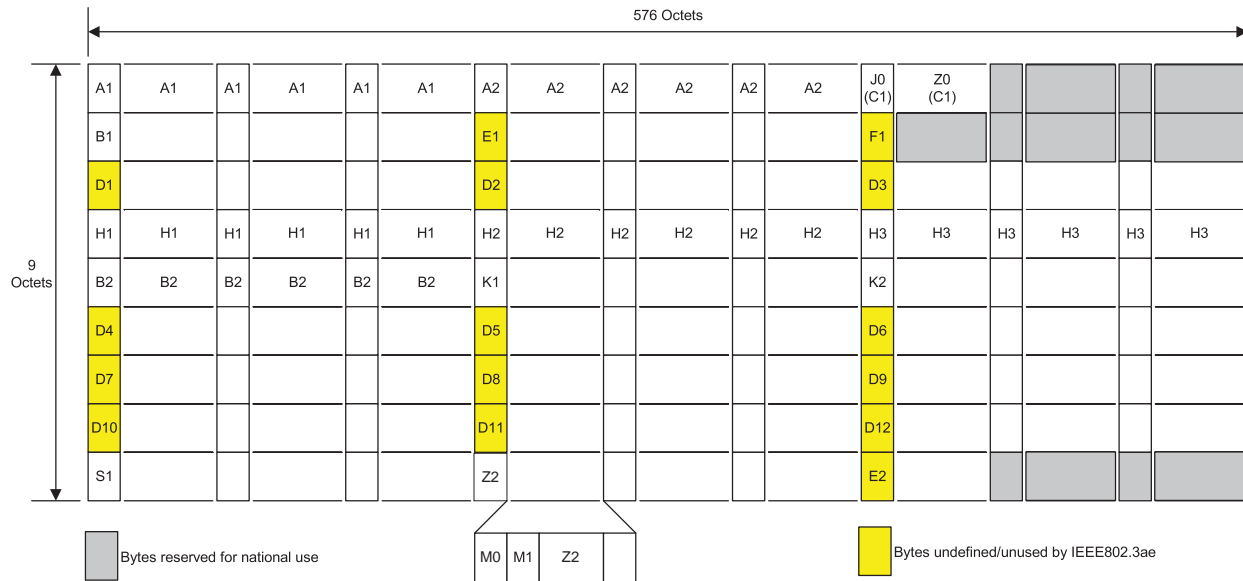 576 Octets
A1 A1 A1 A1 A1 A1 A2 A2 A2 A2 A2 A2 J0 (C1) Z0 (C1)
B1 E1 F1
D1 D2 D3
H1 H1 H1 H1 H1 H1 H2 H2 H2 H2 H2 H2 H3 H3 H3 H3 H3 H3
9 Octets
B2 B2 B2 B2 B2 B2 K1 K2
D4 D5 D6
D7 D8 D9
D10 D11 D12
S1 Z2 E2
M0 M1 Z2
Bytes reserved for national use
Bytes undefined/unused by IEEE802.3ae